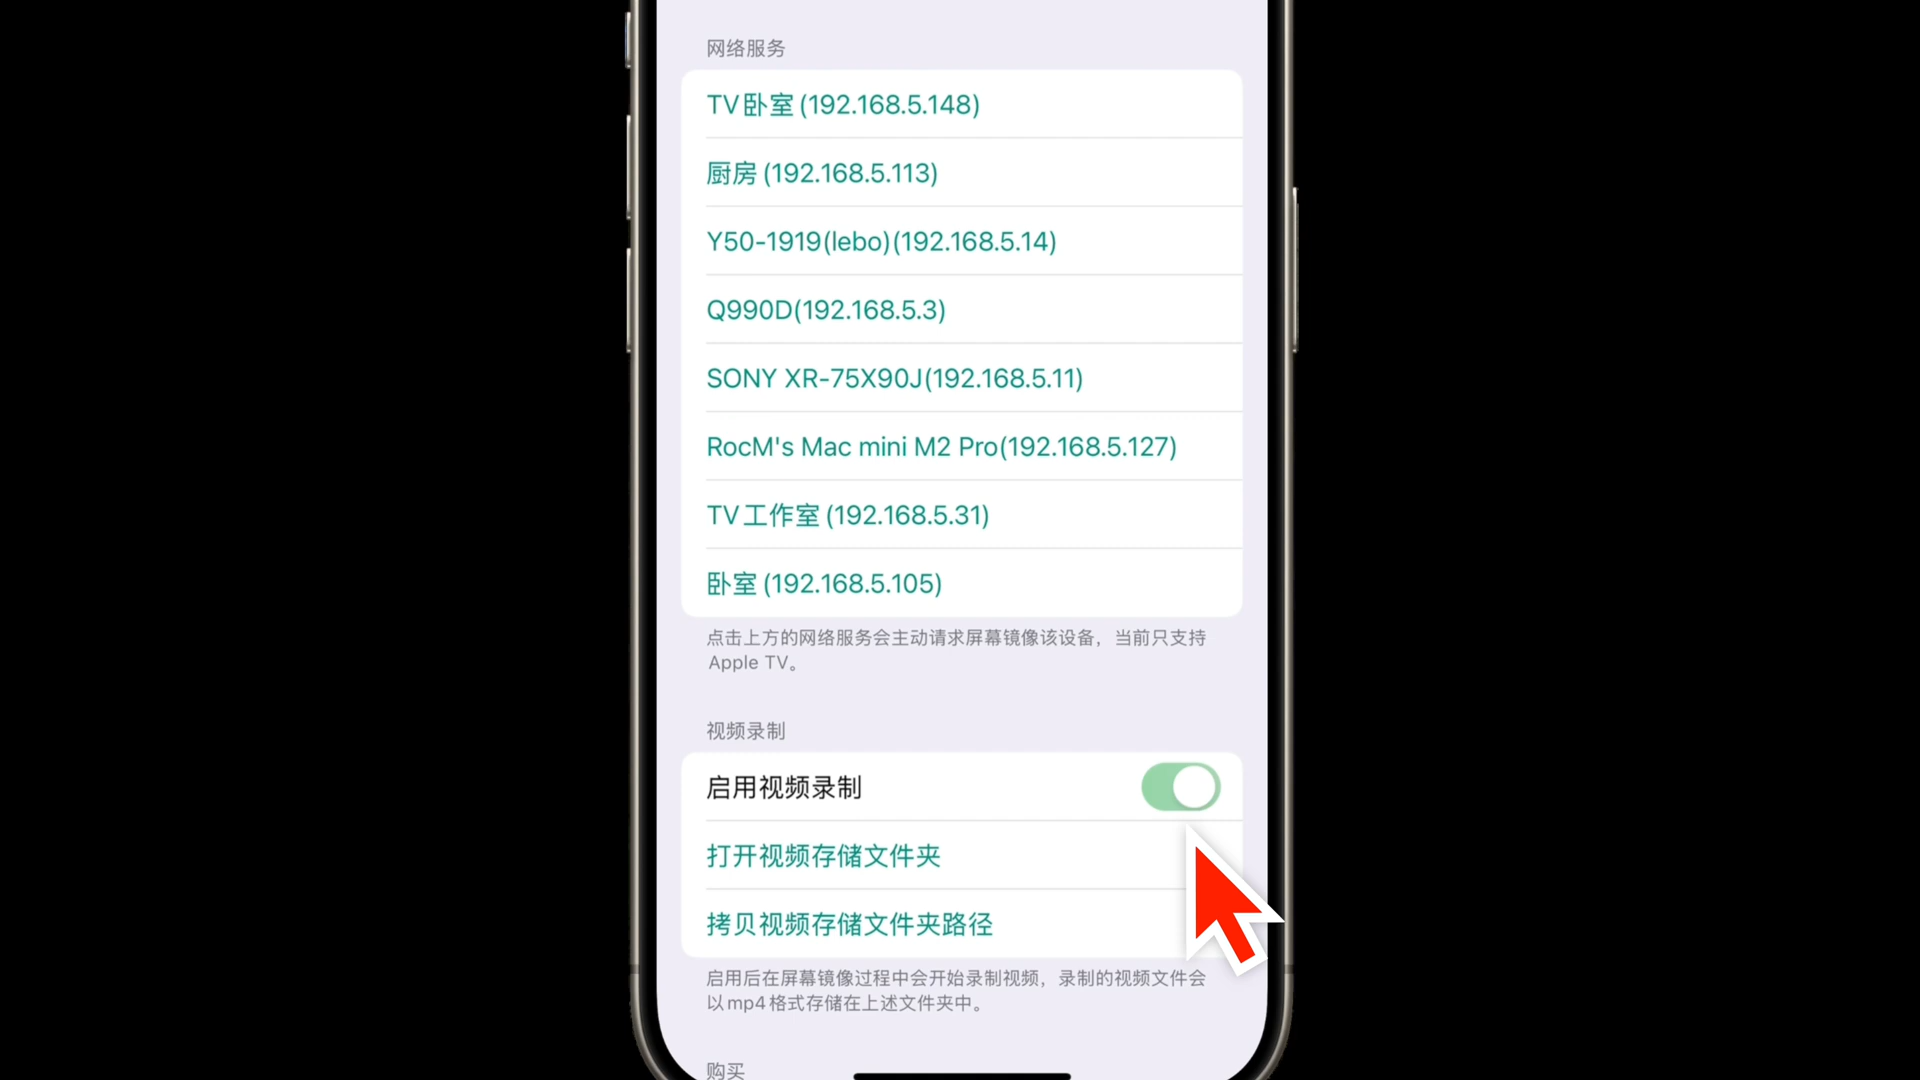 网络服务
TV卧室(192.168.5.148)
厨房(192.168.5.113)
Y50-1919(lebo)(192.168.5.14)
Q990D(192.168.5.3)
SONY XR-75X90J(192.168.5.11)
RocM's Mac mini M2 Pro(192.168.5.127)
TV工作室(192.168.5.31)
卧室(192.168.5.105)
点击上方的网络服务会主动请求屏幕镜像该设备，当前只支持
Apple TV。
视频录制
启用视频录制
打开视频存储文件夹
拷贝视频存储文件夹路径
启用后在屏幕镜像过程中会开始录制视频，录制的视频文件会
以mp4格式存储在上述文件夹中。
购买